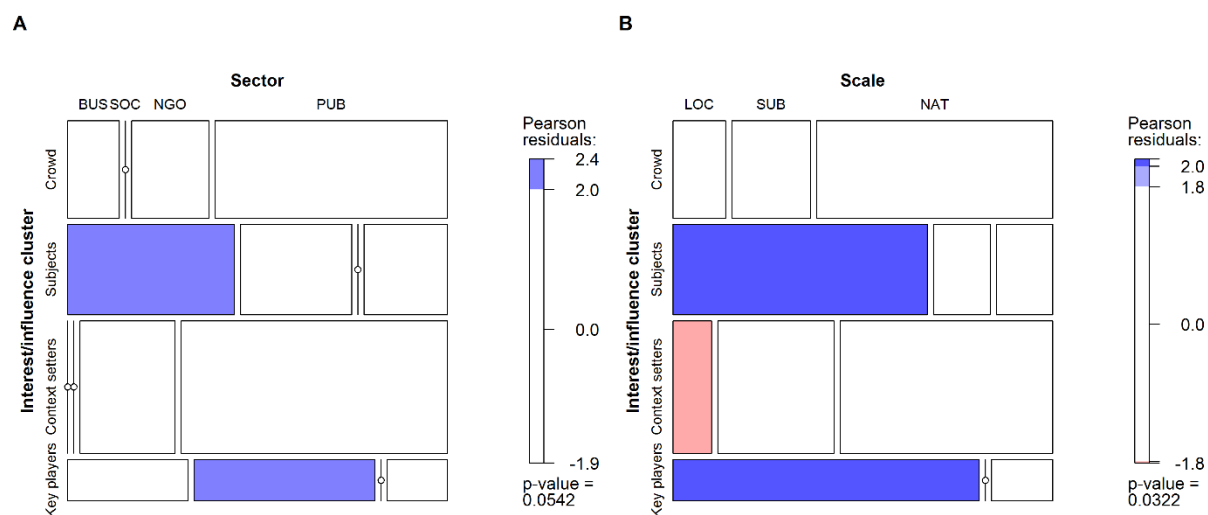 A
Sector
BUS SOC NGO PUB
Interest/influence cluster
Crowd
Subjects
Context setters
Key players
Pearson
residuals:
2.4
2.0
0.0
-1.9
p-value =
0.0542
B
Scale
LOC SUB NAT
Interest/influence cluster
Crowd
Subjects
Context setters
Key players
Pearson
residuals:
2.0
1.8
0.0
-1.8
p-value =
0.0322